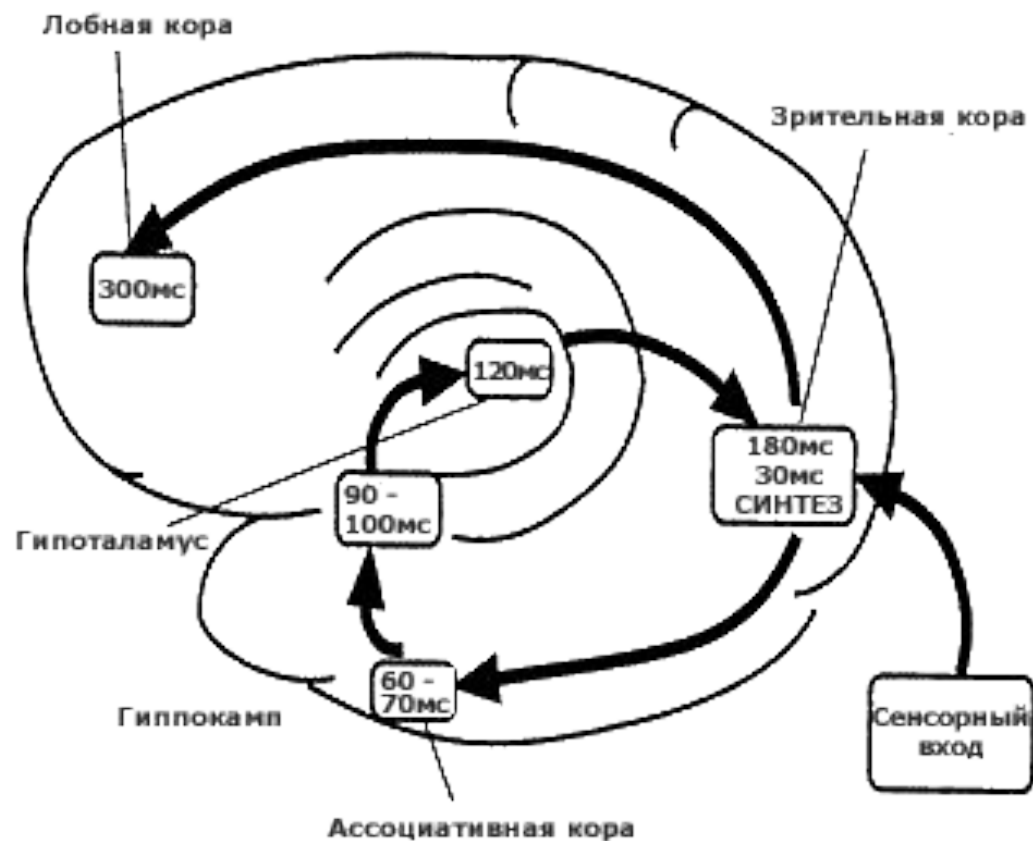 Лобная кора
Зрительная кора
300мс
120мс
180мс
30мс
СИНТЕЗ
90 -
100мс
Гипоталамус
60 -
70мс
Гиппокамп
Сенсорный
вход
Ассоциативная кора